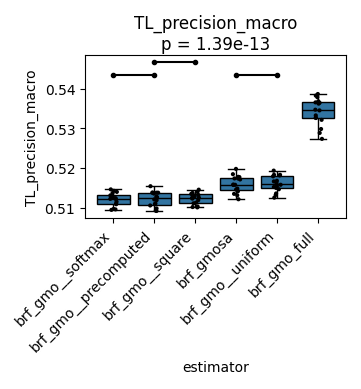 TL_precision_macro
p = 1.39e-13
TL_precision_macro
0.54
0.53
0.52
0.51
brf_gmo__softmax
brf_gmo__precomputed
brf_gmo__square
brf_gmosa
brf_gmo__uniform
brf_gmo_full
estimator